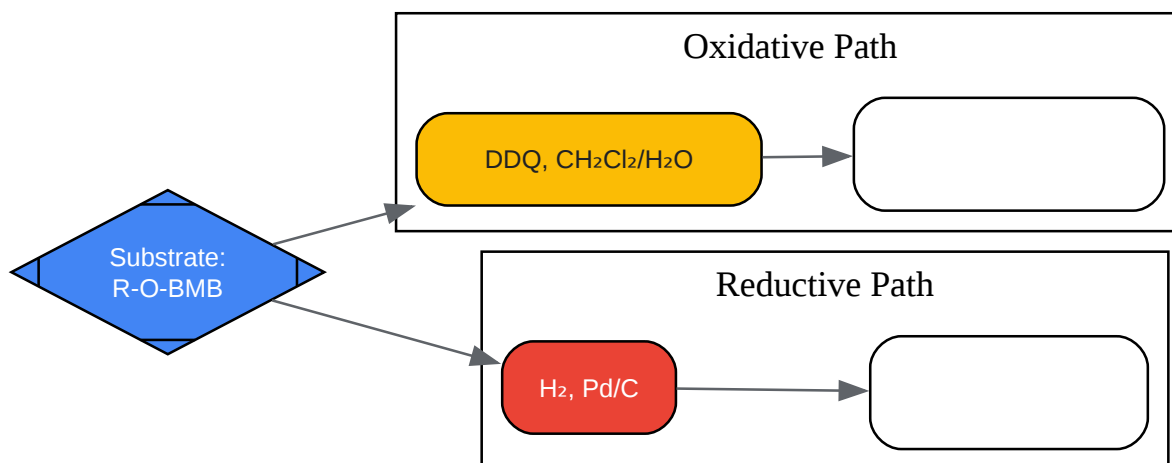 Oxidative Path
DDQ, CH₂Cl₂/H₂O
Substrate:
R-O-BMB
Reductive Path
H₂, Pd/C